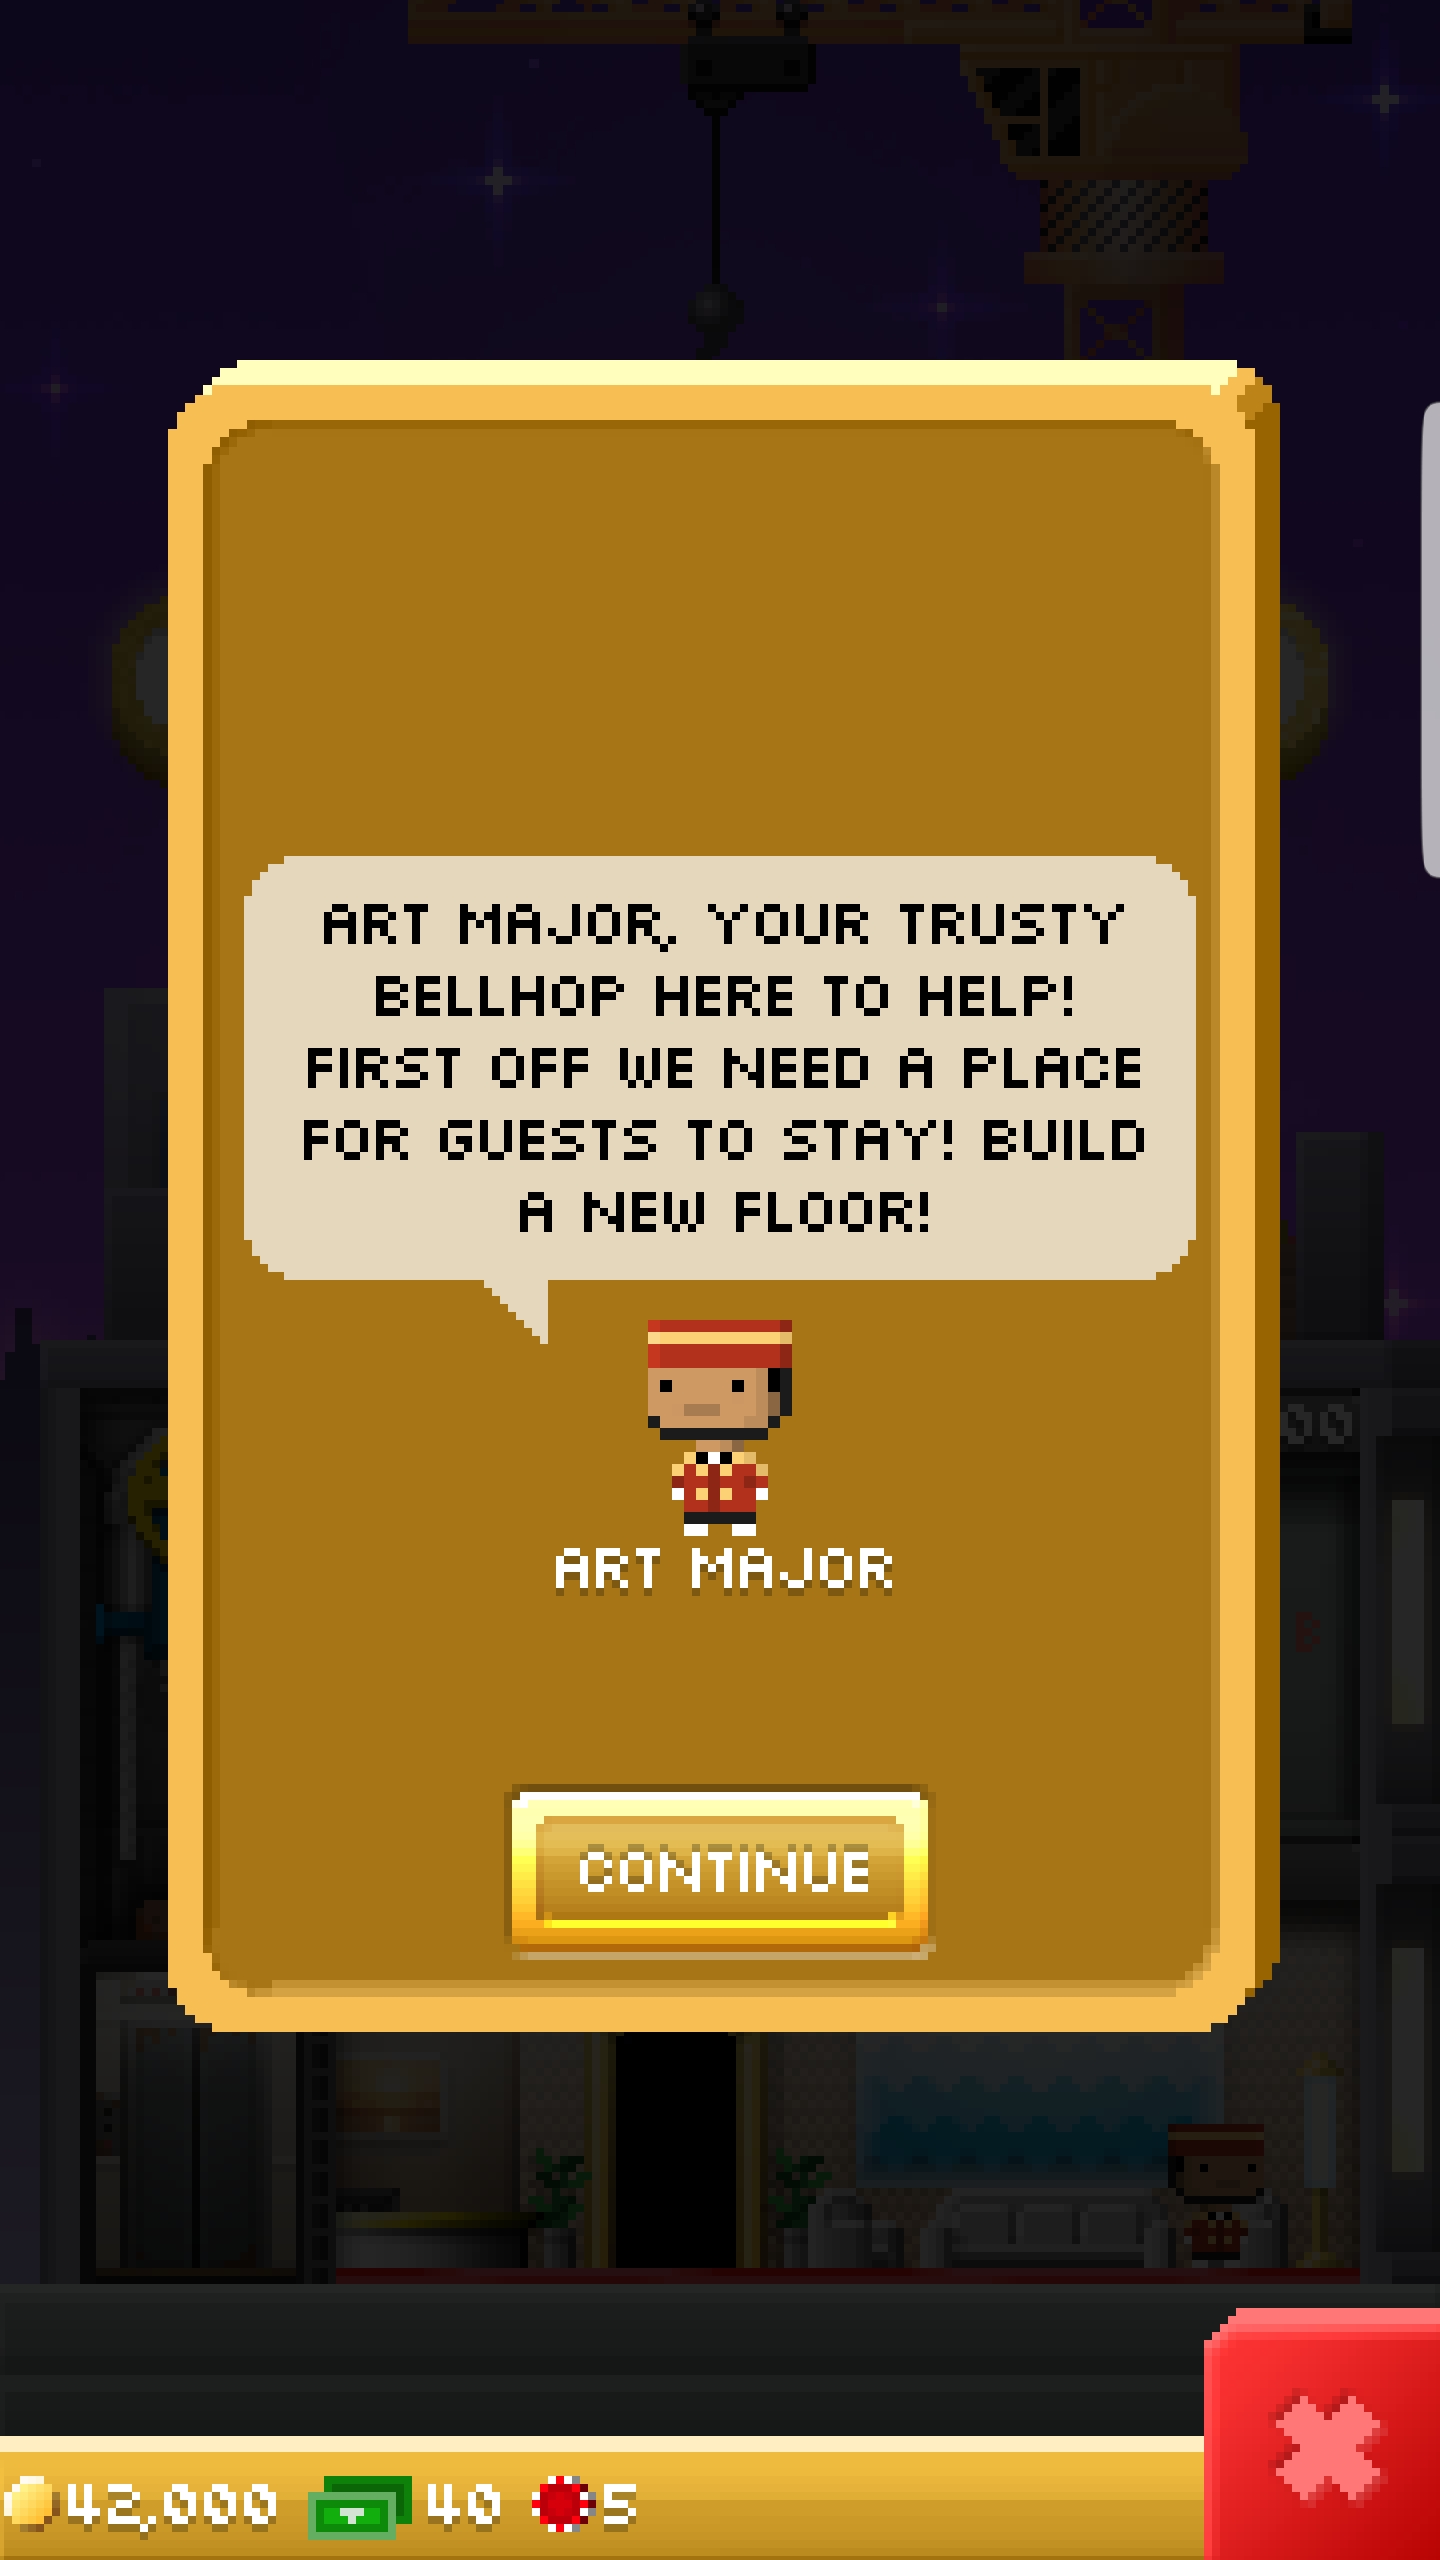 ART MAJOR, YOUR TRUSTY
BELLHOP HERE TO HELP!
FIRST OFF WE NEED A PLACE
FOR GUESTS TO STAY! BUILD
A NEW FLOOR!
00
B
ART MAJOR
CONTINUE
42,000 40 5